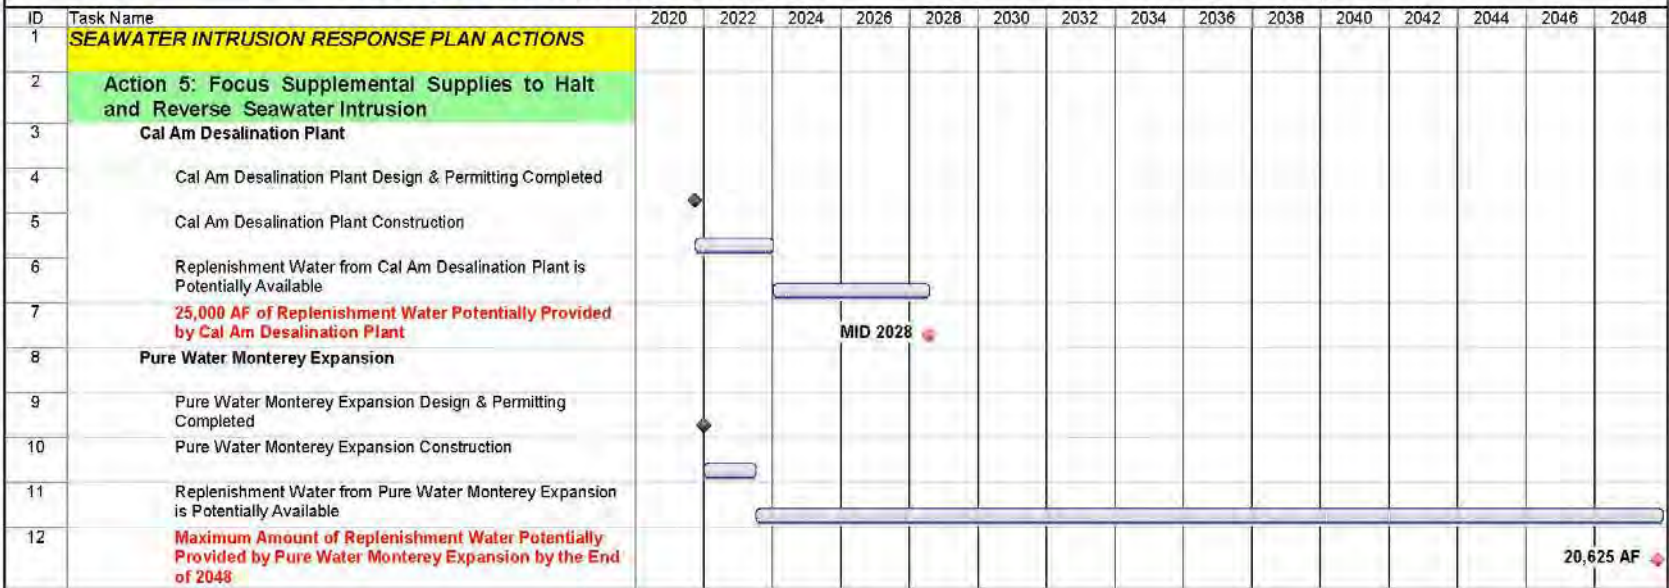 ID Task Name 2020 2022 2024 2026 2028 2030 2032 2034 2036 2038 2040 2042 2044 2046 2048
1 SEAWATER INTRUSION RESPONSE PLAN ACTIONS
2 Action 5: Focus Supplemental Supplies to Halt
and Reverse Seawater Intrusion
3 Cal Am Desalination Plant
4 Cal Am Desalination Plant Design & Permitting Completed
5 Cal Am Desalination Plant Construction
6 Replenishment Water from Cal Am Desalination Plant is
Potentially Available
7 25,000 AF of Replenishment Water Potentially Provided
by Cal Am Desalination Plant MID 2028
8 Pure Water Monterey Expansion
9 Pure Water Monterey Expansion Design & Permitting
Completed
10 Pure Water Monterey Expansion Construction
11 Replenishment Water from Pure Water Monterey Expansion
is Potentially Available
12 Maximum Amount of Replenishment Water Potentially
Provided by Pure Water Monterey Expansion by the End 20,625 AF
of 2048